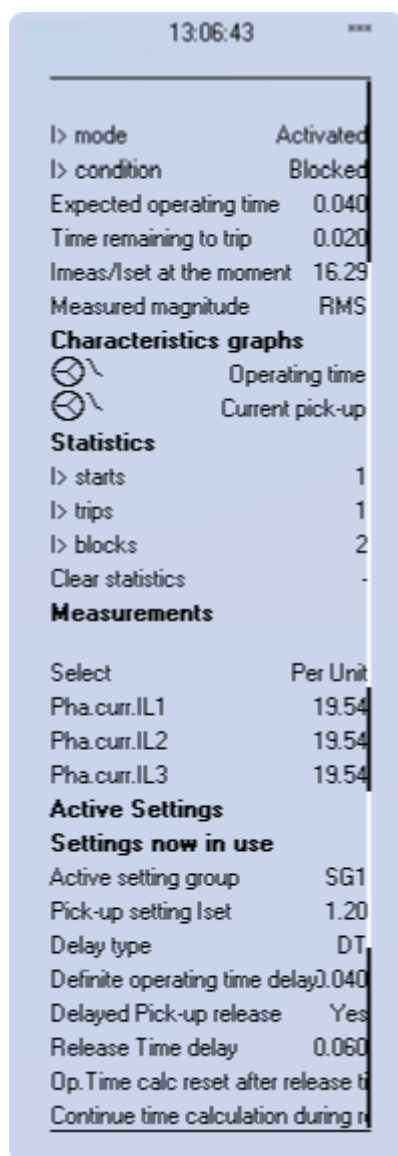 13:06:43 ***
I> mode Activated
I> condition Blocked
Expected operating time 0.040
Time remaining to trip 0.020
Imeas/Iset at the moment 16.29
Measured magnitude RMS
Characteristics graphs
Operating time
Current pick-up
Statistics
I> starts 1
I> trips 1
I> blocks 2
Clear statistics -
Measurements
Select Per Unit
Pha.curr.IL1 19.54
Pha.curr.IL2 19.54
Pha.curr.IL3 19.54
Active Settings
Settings now in use
Active setting group SG1
Pick-up setting Iset 1.20
Delay type DT
Definite operating time delay 0.040
Delayed Pick-up release Yes
Release Time delay 0.060
Op.Time calc reset after release ti
Continue time calculation during r